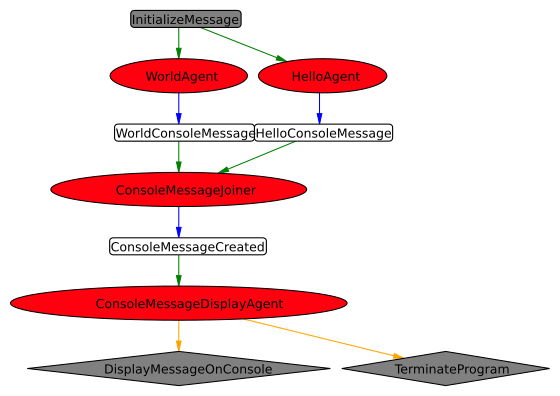 InitializeMessage
WorldAgent
HelloAgent
WorldConsoleMessage
HelloConsoleMessage
ConsoleMessageJoiner
ConsoleMessageCreated
ConsoleMessageDisplayAgent
DisplayMessageOnConsole
TerminateProgram